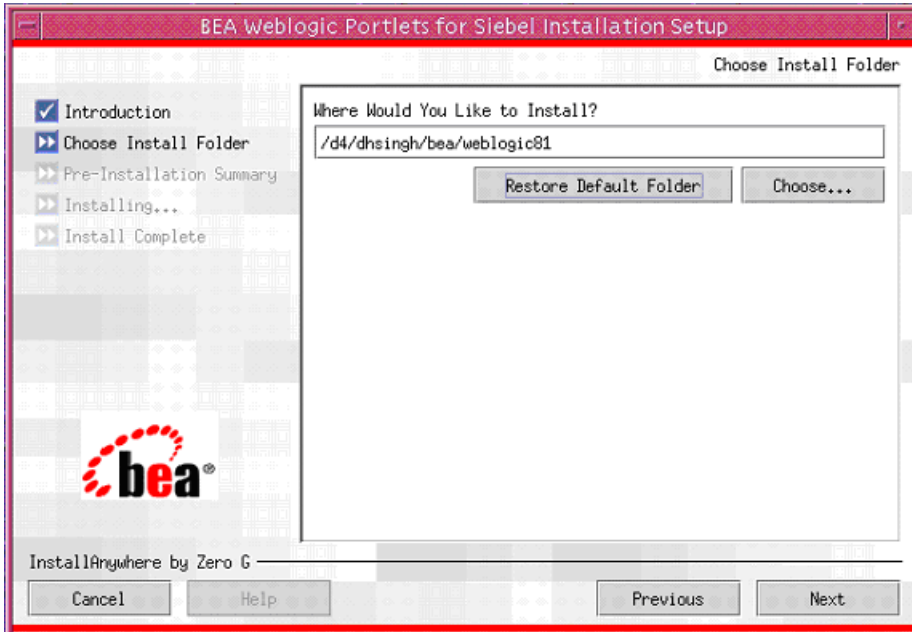 BEA Weblogic Portlets for Siebel Installation Setup
Choose Install Folder
Introduction
Choose Install Folder
Pre-Installation Summary
Installing...
Install Complete
Where Would You Like to Install?
/d4/dhsingh/bea/weblogic81
Restore Default Folder
Choose...
bea®
InstallAnywhere by Zero G
Cancel
Help
Previous
Next